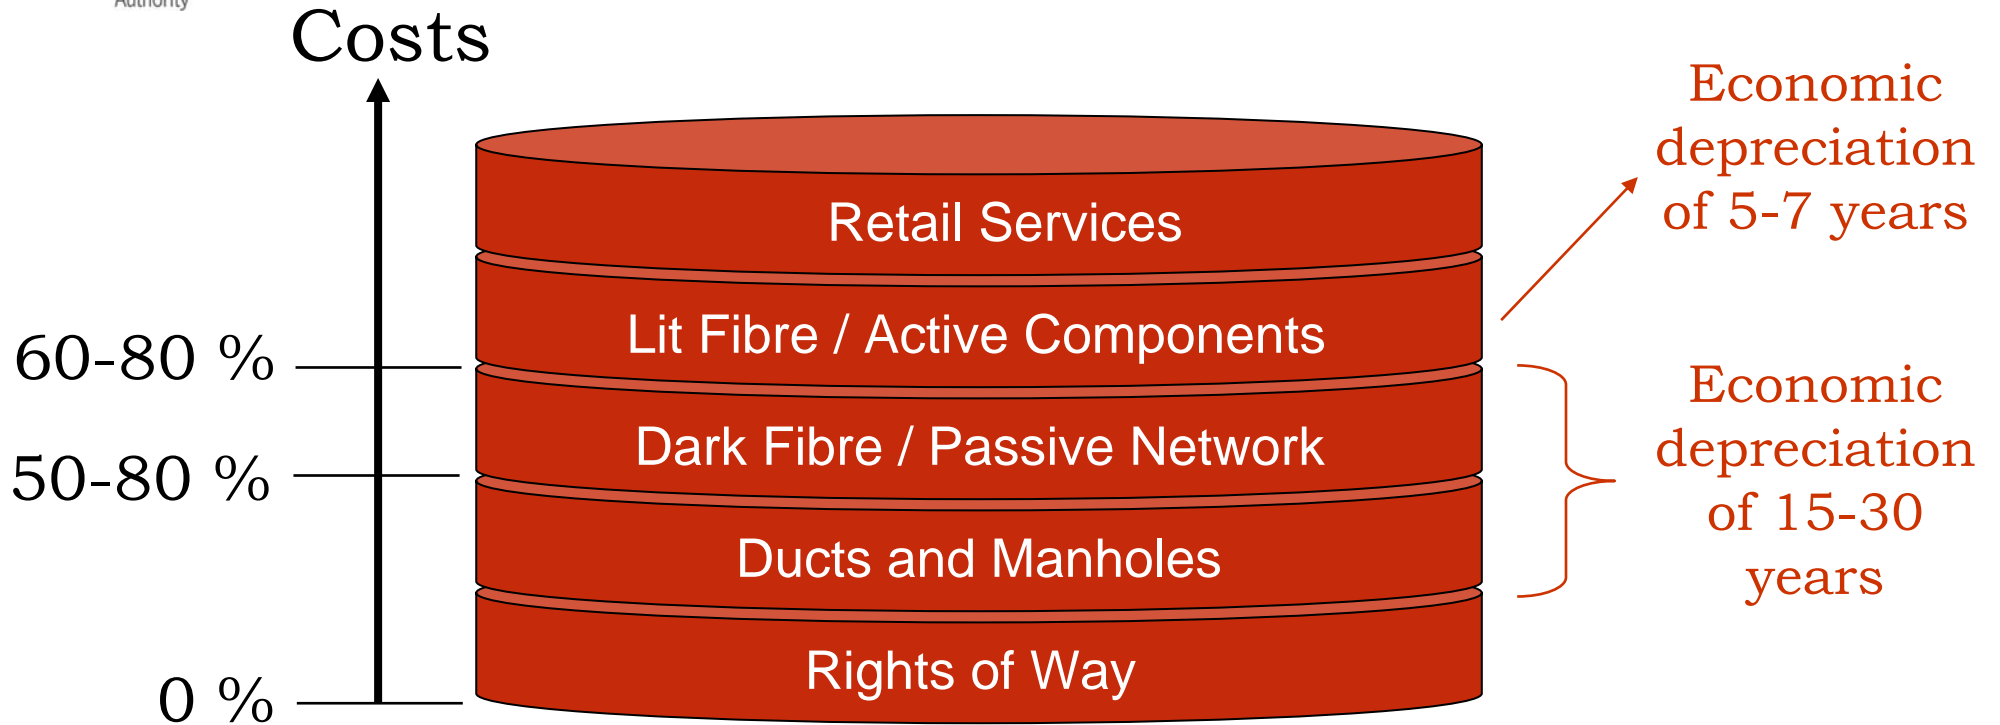 Authority
Costs
Economic
depreciation
of 5-7 years
Retail Services
Lit Fibre / Active Components
60-80 %
Economic
depreciation
of 15-30
years
Dark Fibre / Passive Network
50-80 %
Ducts and Manholes
Rights of Way
0 %